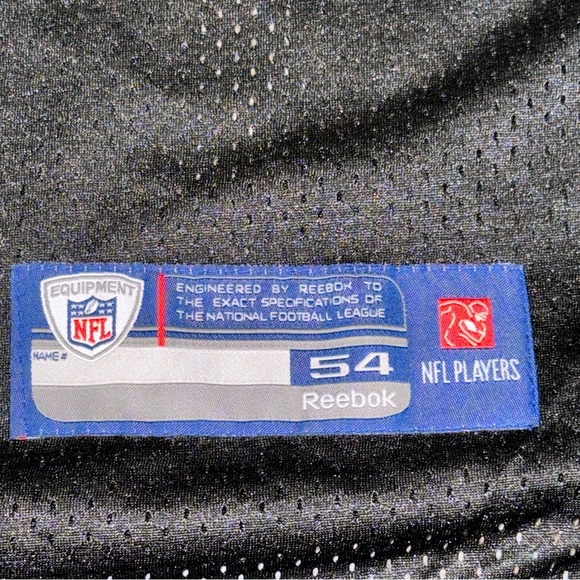 EQUIPMENT
NFL
ENGINEERED BY REEBOK TO
THE EXACT SPECIFICATIONS OF
THE NATIONAL FOOTBALL LEAGUE
NAME#
54
Reebok
NFL PLAYERS